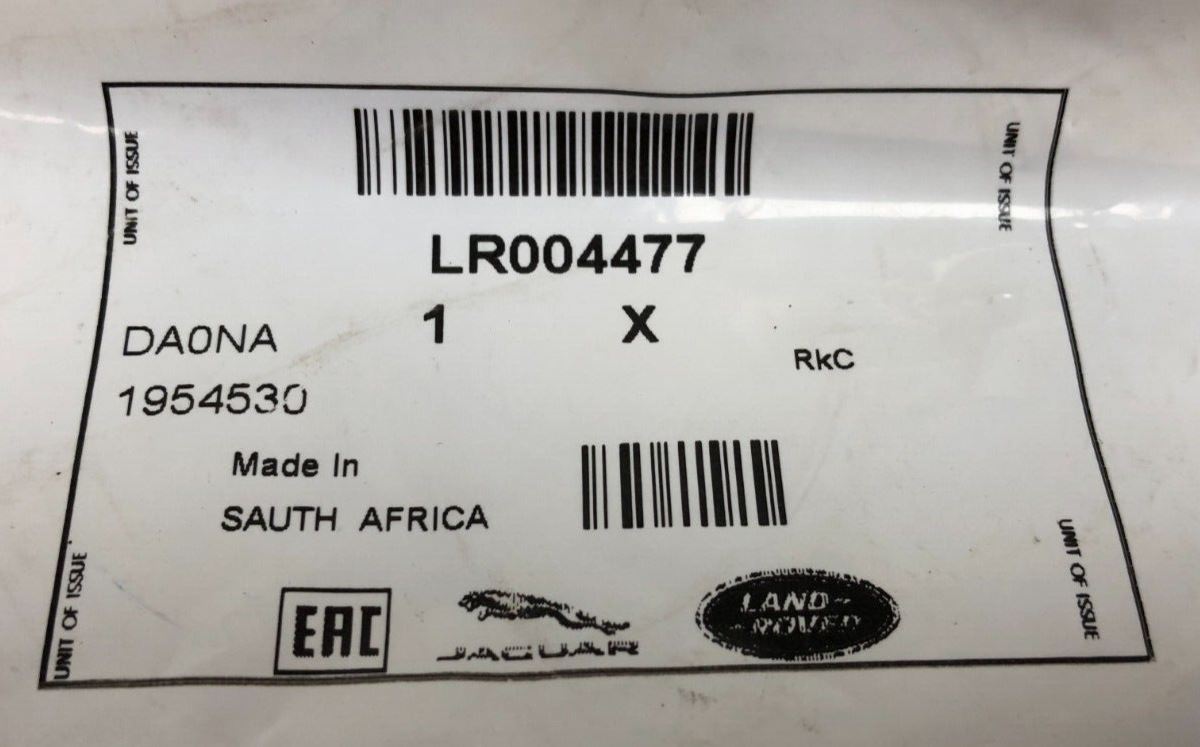 UNIT OF ISSUE
UNIT OF ISSUE
LR004477
1 X
DA0NA
RkC
1954530
Made In
SAUTH AFRICA
UNIT OF ISSUE
UNIT OF ISSUE
EAC
JAGUAR
LAND-
ROVER